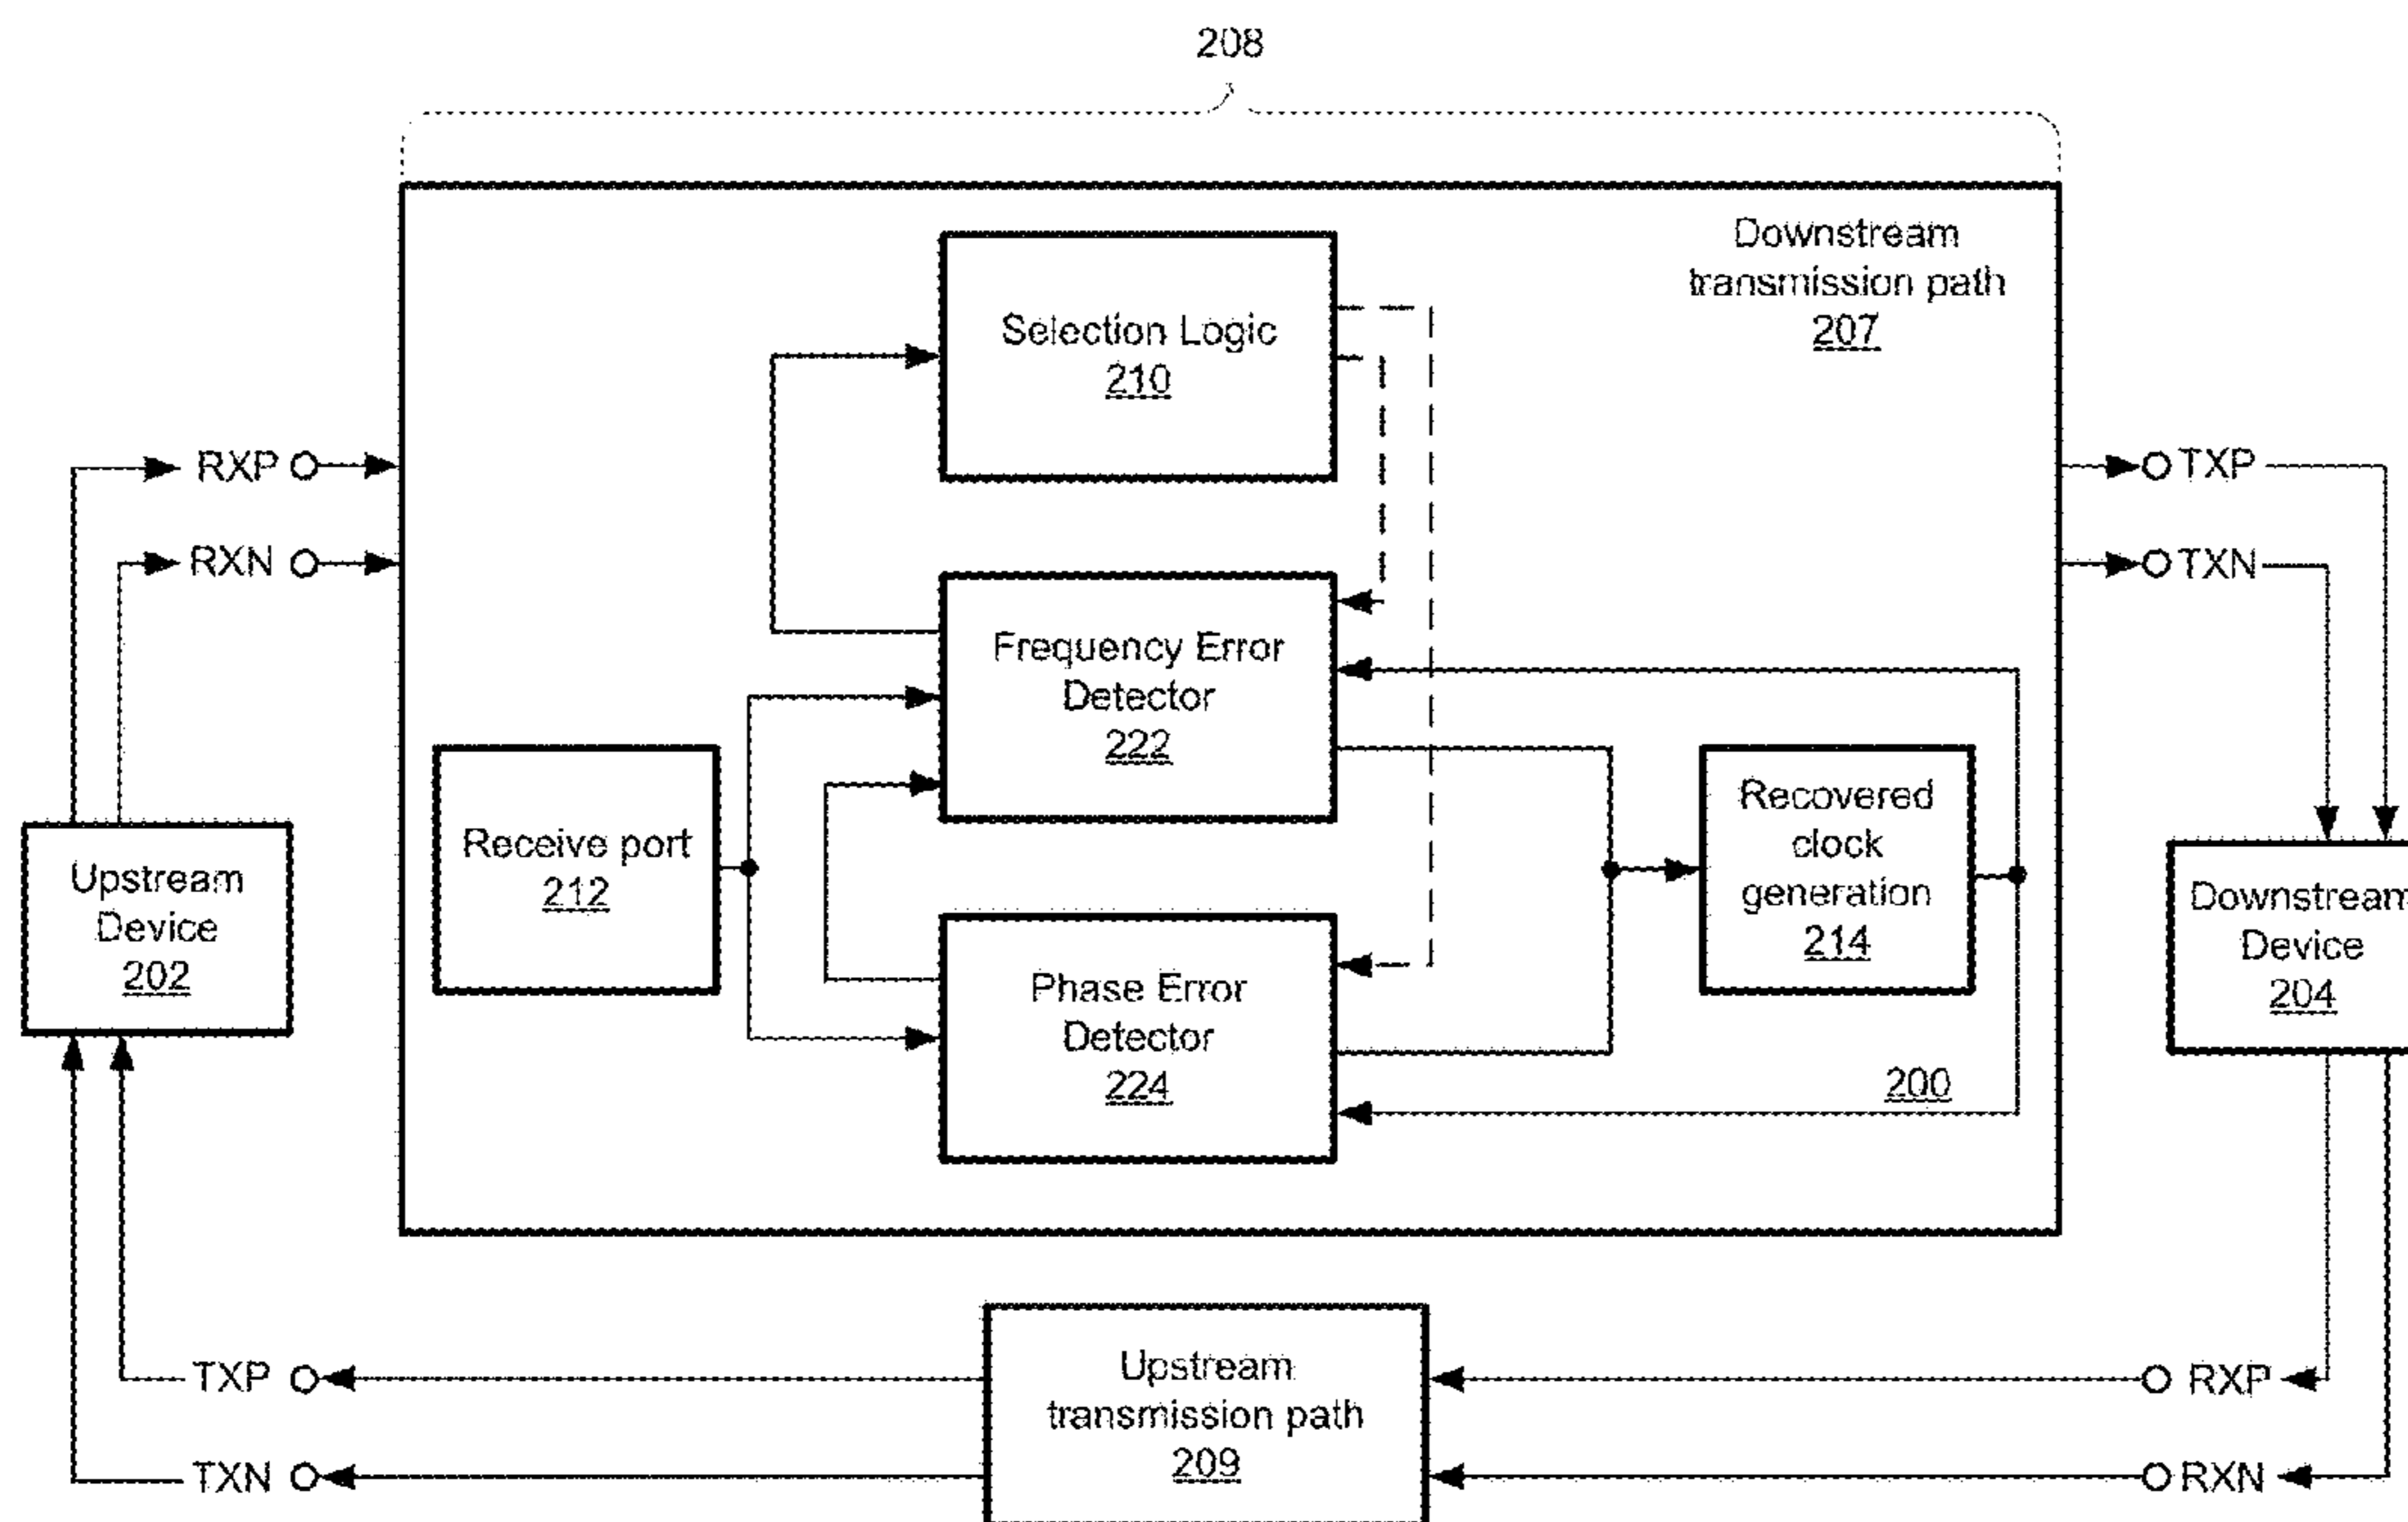 208
Downstream
transmission path
207
Selection Logic
210
RXP
RXN
TXP
TXN
Frequency Error
Detector
222
Receive port
212
Recovered
clock
generation
214
Upstream
Device
202
Downstream
Device
204
Phase Error
Detector
224
200
TXP
TXN
Upstream
transmission path
209
RXP
RXN